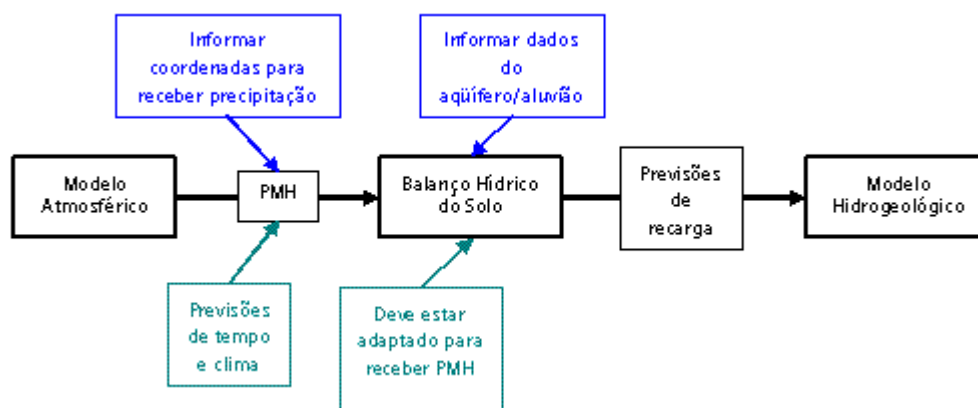 Informar
coordenadas para
receber precipitação
Informar dados
do
aqüífero/aluvião
Modelo
Atmosférico
PMH
Balanço Hídrico
do Solo
Previsões
de
recarga
Modelo
Hidrogeológico
Previsões
de tempo
e clima
Deve estar
adaptado para
receber PMH